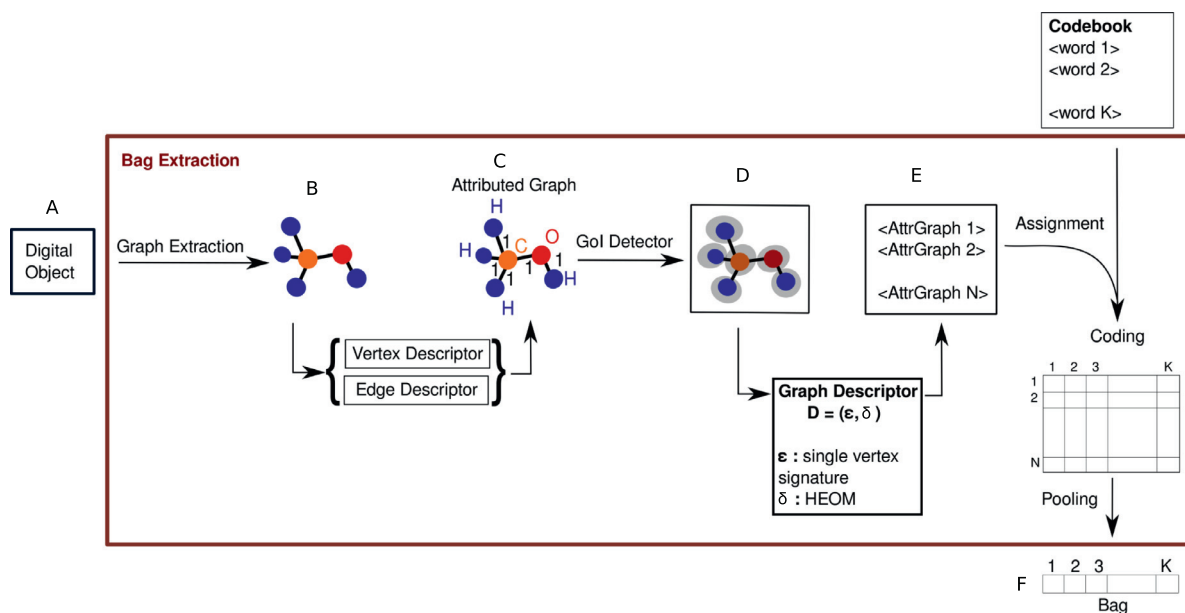 Codebook
<word 1>
<word 2>
<word K>
Bag Extraction
A
Digital
Object
Graph Extraction
B
C
Attributed Graph
H
H
C
O
1
1
1
1
1
H
H
Vertex Descriptor
Edge Descriptor
GoI Detector
D
Graph Descriptor
D = (ε, δ )
ε : single vertex
signature
δ : HEOM
E
<AttrGraph 1>
<AttrGraph 2>
<AttrGraph N>
Assignment
Coding
1 2 3 K
1
2
N
Pooling
F
1 2 3 K
Bag